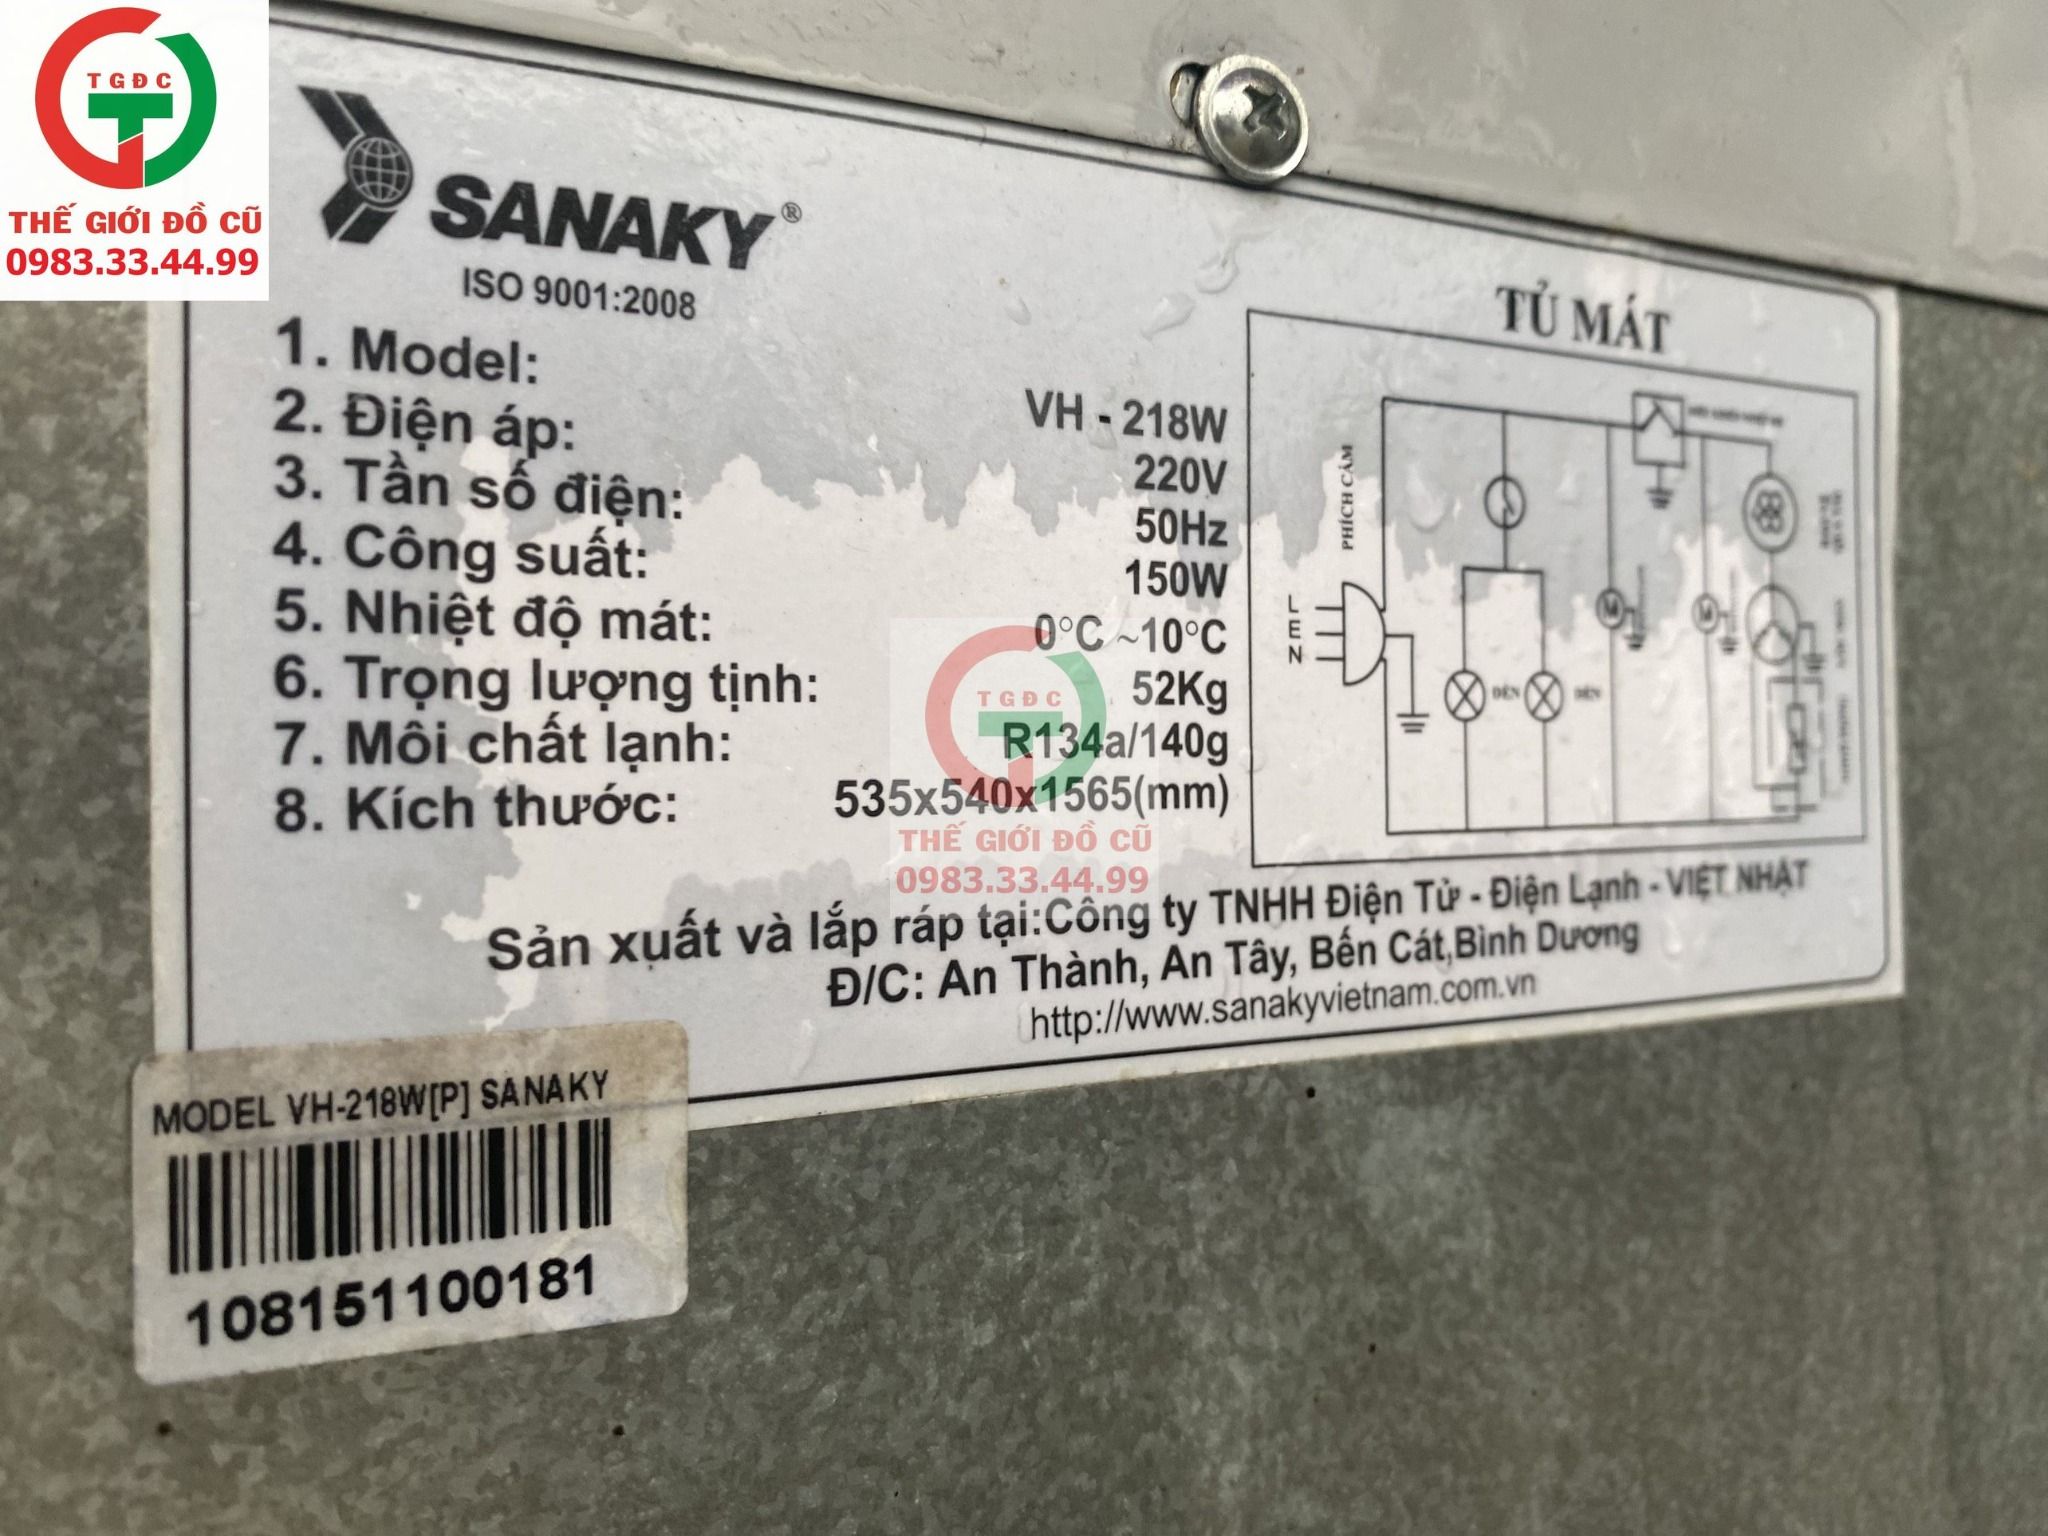 TGĐC
THẾ GIỚI ĐỒ CŨ
0983.33.44.99
SANAKY®
ISO 9001:2008
1. Model: VH - 218W
2. Điện áp: 220V
3. Tần số điện: 50Hz
4. Công suất: 150W
5. Nhiệt độ mát: 0°C ~10°C
6. Trọng lượng tịnh: 52Kg
7. Môi chất lạnh: R134a/140g
8. Kích thước: 535x540x1565(mm)
TỦ MÁT
PHÍCH CẮM
L
E
N
ĐÈN
ĐÈN
M
M
TGĐC
THẾ GIỚI ĐỒ CŨ
0983.33.44.99
Sản xuất và lắp ráp tại:Công ty TNHH Điện Tử - Điện Lạnh - VIỆT NHẬT
Đ/C: An Thành, An Tây, Bến Cát,Bình Dương
http://www.sanakyvietnam.com.vn
MODEL VH-218W[P] SANAKY
108151100181